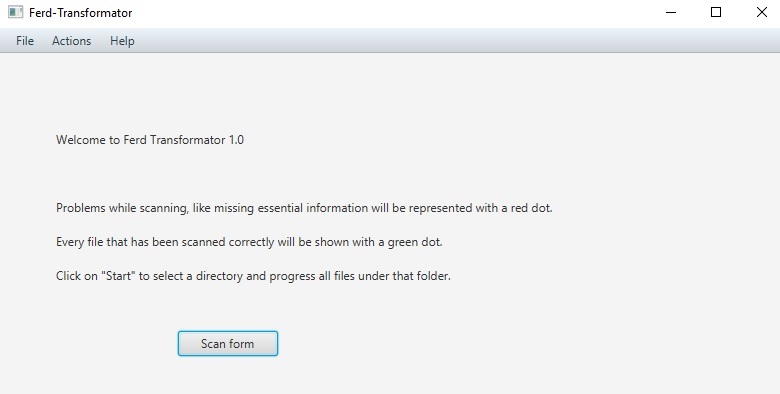 Ferd-Transformator
File Actions Help
Welcome to Ferd Transformator 1.0
Problems while scanning, like missing essential information will be represented with a red dot.
Every file that has been scanned correctly will be shown with a green dot.
Click on "Start" to select a directory and progress all files under that folder.
Scan form